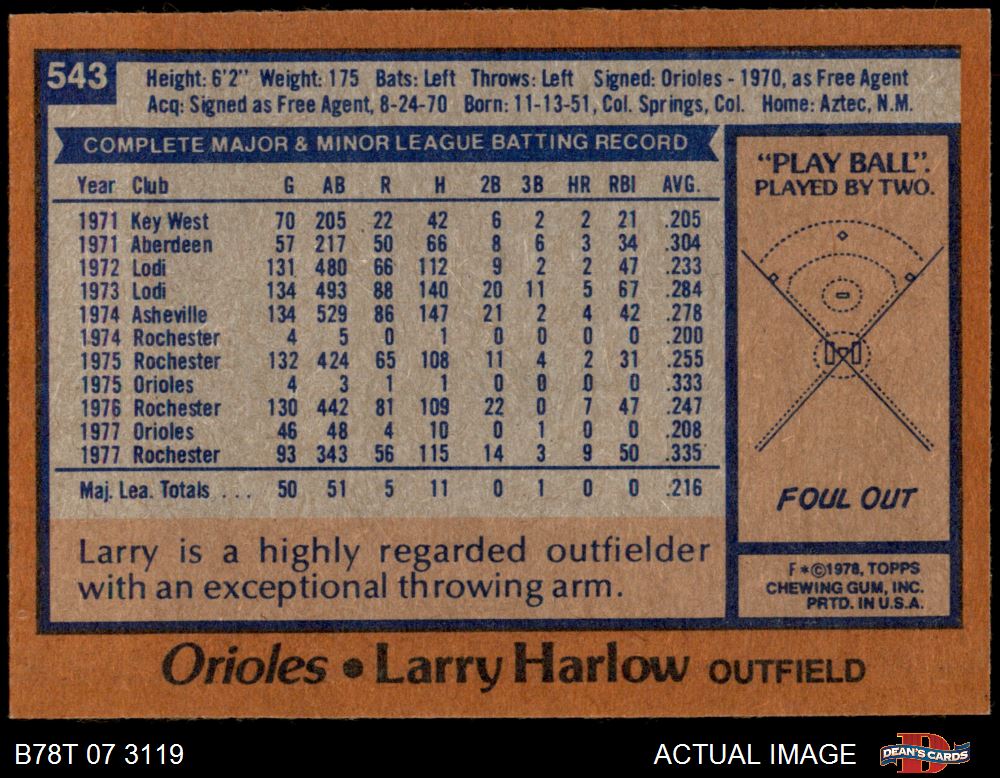 543
Height: 6'2" Weight: 175 Bats: Left Throws: Left Signed: Orioles - 1970, as Free Agent
Acq: Signed as Free Agent, 8-24-70 Born: 11-13-51, Col. Springs, Col. Home: Aztec, N.M.
COMPLETE MAJOR & MINOR LEAGUE BATTING RECORD
Year Club G AB R H 2B 3B HR RBI AVG.
1971 Key West 70 205 22 42 6 2 2 21 .205
1971 Aberdeen 57 217 50 66 8 6 3 34 .304
1972 Lodi 131 480 66 112 9 2 2 47 .233
1973 Lodi 134 493 88 140 20 11 5 67 .284
1974 Asheville 134 529 86 147 21 2 4 42 .278
1974 Rochester 4 5 0 1 0 0 0 0 .200
1975 Rochester 132 424 65 108 11 4 2 31 .255
1975 Orioles 4 3 1 1 0 0 0 0 .333
1976 Rochester 130 442 81 109 22 0 7 47 .247
1977 Orioles 46 48 4 10 0 1 0 0 .208
1977 Rochester 93 343 56 115 14 3 9 50 .335
Maj. Lea. Totals ... 50 51 5 11 0 1 0 0 .216
Larry is a highly regarded outfielder
with an exceptional throwing arm.
"PLAY BALL".
PLAYED BY TWO.
FOUL OUT
F*©1978, TOPPS
CHEWING GUM, INC.
PRTD. IN U.S.A.
Orioles • Larry Harlow OUTFIELD
B78T 07 3119
ACTUAL IMAGE
DEAN'S CARDS